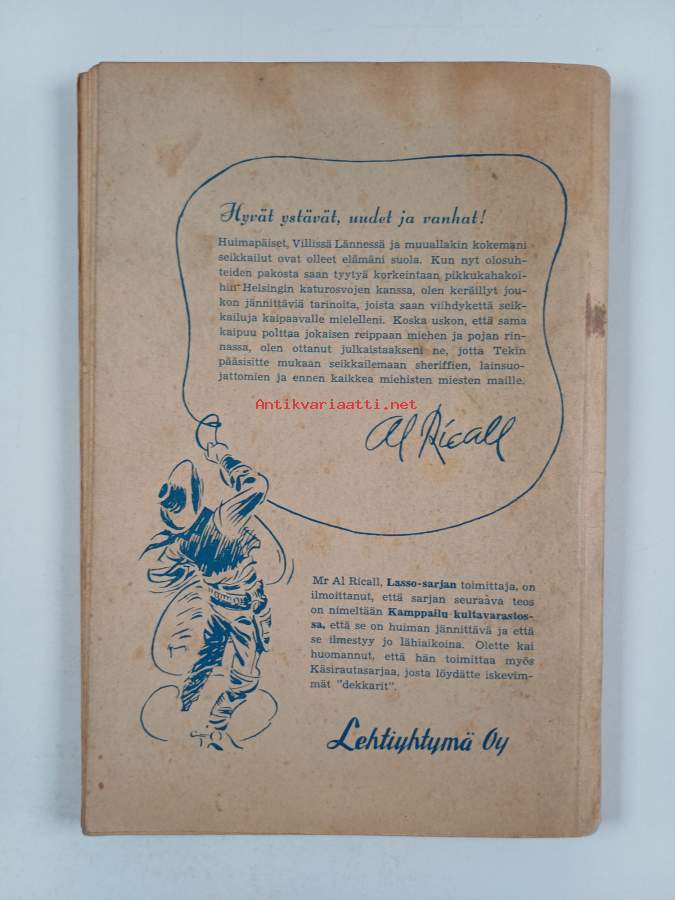 Hyvät ystävät, uudet ja vanhat!
Huimapäiset, Villissä Lännessä ja muuallakin kokemani
seikkailut ovat olleet elämäni suola. Kun nyt olosuh-
teiden pakosta saan tyytyä korkeintaan pikkukahakoi-
hin Helsingin katurosvojen kanssa, olen keräillyt jou-
kon jännittäviä tarinoita, joista saan viihdykettä seik-
kailuja kaipaavalle mielelleni. Koska uskon, että sama
kaipuu polttaa jokaisen reippaan miehen ja pojan rin-
nassa, olen ottanut julkaistaakseni ne, jotta Tekin
pääsisitte mukaan seikkailemaan sheriffien, lainsuo-
jattomien ja ennen kaikkea miehisten miesten maille.
Antikvariaatti.net
Al Ricall
Mr Al Ricall, Lasso-sarjan toimittaja, on
ilmoittanut, että sarjan seuraava teos
on nimeltään Kamppailu kultavarastos-
sa, että se on huiman jännittävä ja että
se ilmestyy jo lähiaikoina. Olette kai
huomannut, että hän toimittaa myös
Käsirautasarjaa, josta löydätte iskevim-
mät "dekkarit".
Lehtiyhtymä Oy